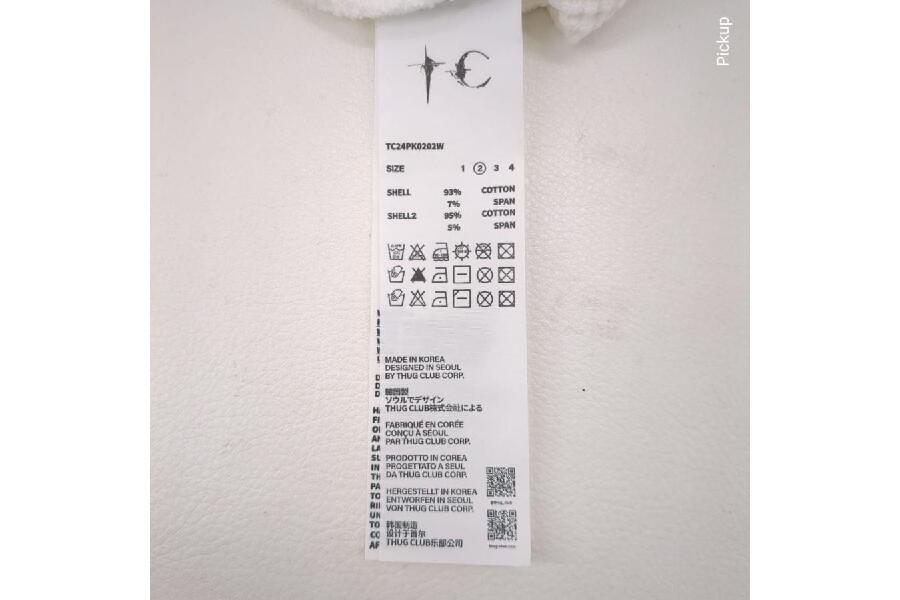 Pickup
TC
TC24PK0202W
SIZE 1 2 3 4
SHELL 93% COTTON
7% SPAN
SHELL2 95% COTTON
5% SPAN
MADE IN KOREA
DESIGNED IN SEOUL
BY THUG CLUB CORP.
韓国製
ソウルでデザイン
THUG CLUB株式会社による
FABRIQUÉ EN CORÉE
CONÇU À SÉOUL
PAR THUG CLUB CORP.
PRODOTTO IN COREA
PROGETTATO A SEUL
DA THUG CLUB CORP.
HERGESTELLT IN KOREA
ENTWORFEN IN SEOUL
VON THUG CLUB CORP.
韩国制造
设计于首尔
THUG CLUB乐部公司